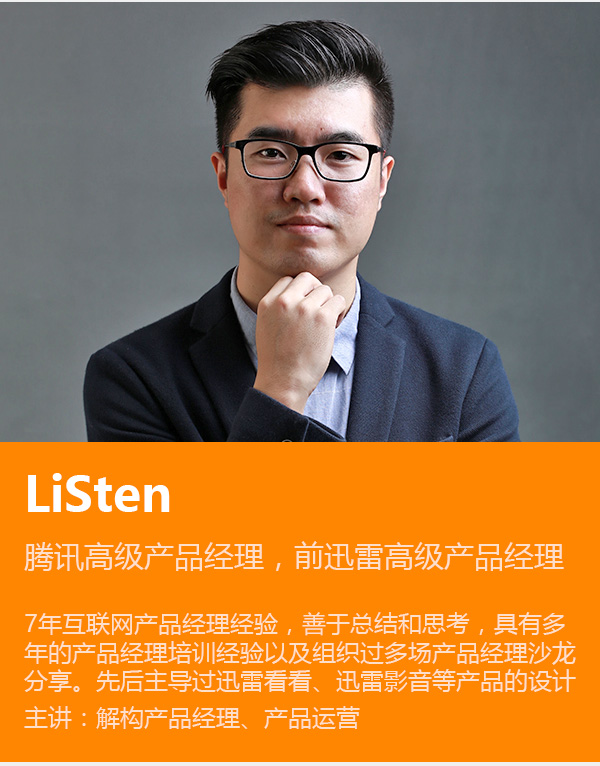 LiSten
腾讯高级产品经理，前迅雷高级产品经理
7年互联网产品经理经验，善于总结和思考，具有多
年的产品经理培训经验以及组织过多场产品经理沙龙
分享。先后主导过迅雷看看、迅雷影音等产品的设计
主讲：解构产品经理、产品运营